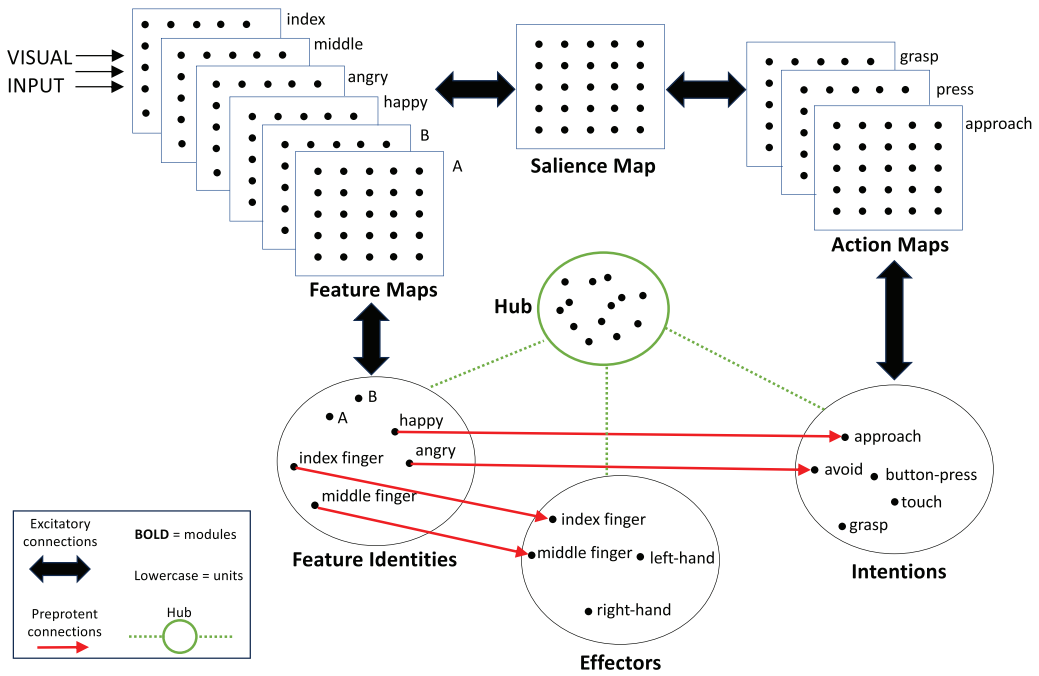 VISUAL
INPUT
index
middle
angry
happy
B
A
Feature Maps
Salience Map
grasp
press
approach
Action Maps
Hub
B
A
happy
angry
index finger
middle finger
Feature Identities
index finger
middle finger
left-hand
right-hand
Effectors
approach
avoid
button-press
touch
grasp
Intentions
Excitatory
connections
BOLD = modules
Lowercase = units
Preprotent
connections
Hub